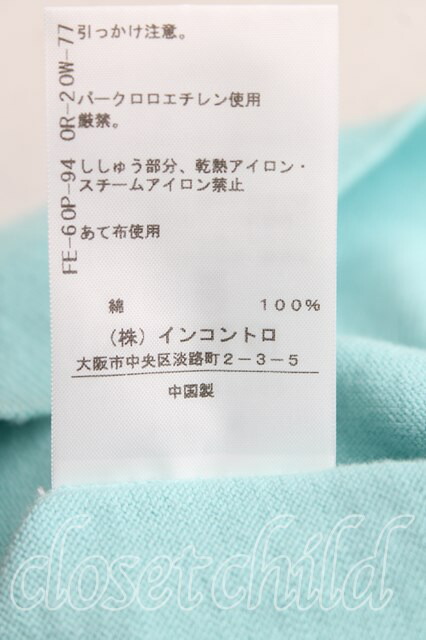 引っかけ注意。
パークロロエチレン使用
厳禁。
ししゅう部分、乾熱アイロン・
スチームアイロン禁止
あて布使用
FE-60P-94 OR-20W-77
綿 100%
(株)インコントロ
大阪市中央区淡路町2-3-5
中国製
closet child